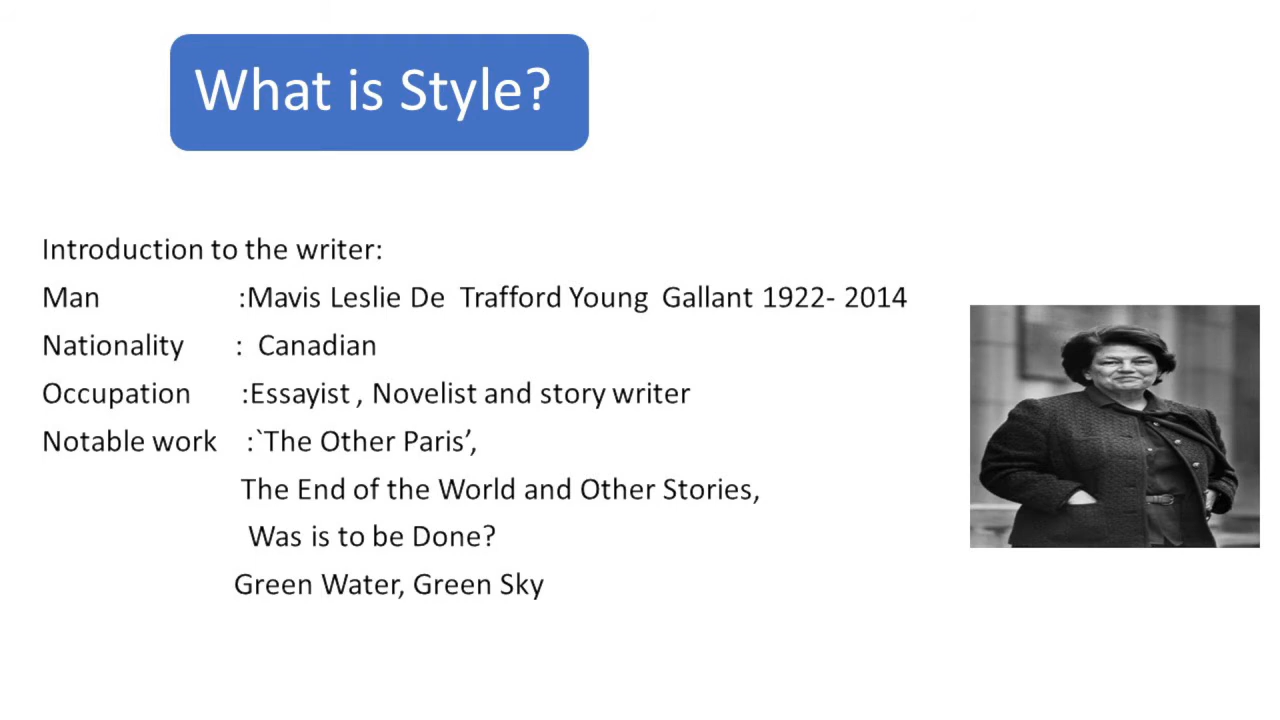 What is Style?
Introduction to the writer:
Man :Mavis Leslie De Trafford Young Gallant 1922- 2014
Nationality : Canadian
Occupation :Essayist , Novelist and story writer
Notable work :`The Other Paris’,
The End of the World and Other Stories,
Was is to be Done?
Green Water, Green Sky